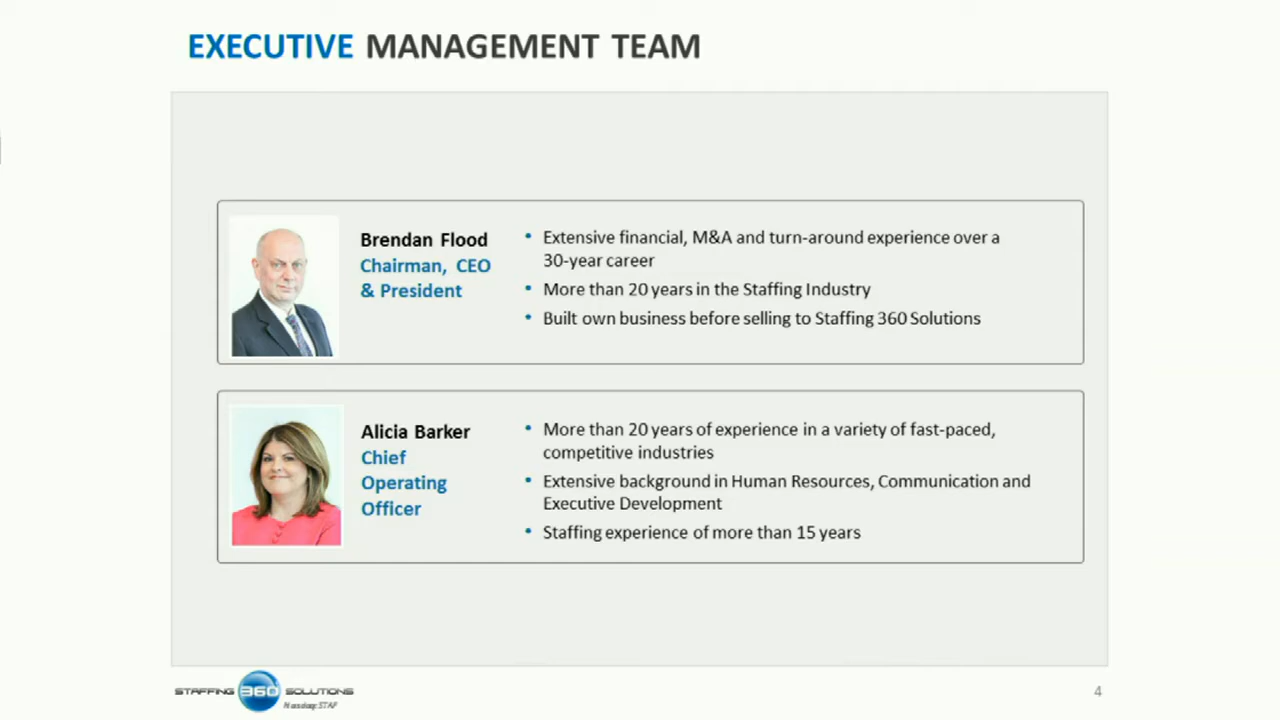 EXECUTIVE MANAGEMENT TEAM
Brendan Flood
Chairman, CEO
& President
• Extensive financial, M&A and turn-around experience over a
30-year career
• More than 20 years in the Staffing Industry
• Built own business before selling to Staffing 360 Solutions
Alicia Barker
Chief
Operating
Officer
• More than 20 years of experience in a variety of fast-paced,
competitive industries
• Extensive background in Human Resources, Communication and
Executive Development
• Staffing experience of more than 15 years
STAFFING 360 SOLUTIONS
Nasdaq: STAF
4